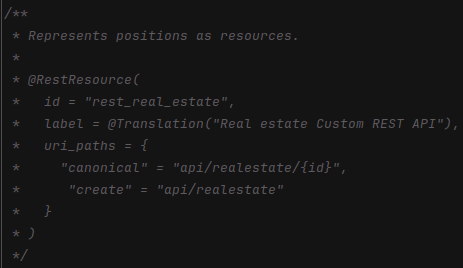 /**
 * Represents positions as resources.
 *
 * @RestResource(
 *   id = "rest_real_estate",
 *   label = @Translation("Real estate Custom REST API"),
 *   uri_paths = {
 *     "canonical" = "api/realestate/{id}",
 *      "create" = "api/realestate"
 *   }
 * )
 */